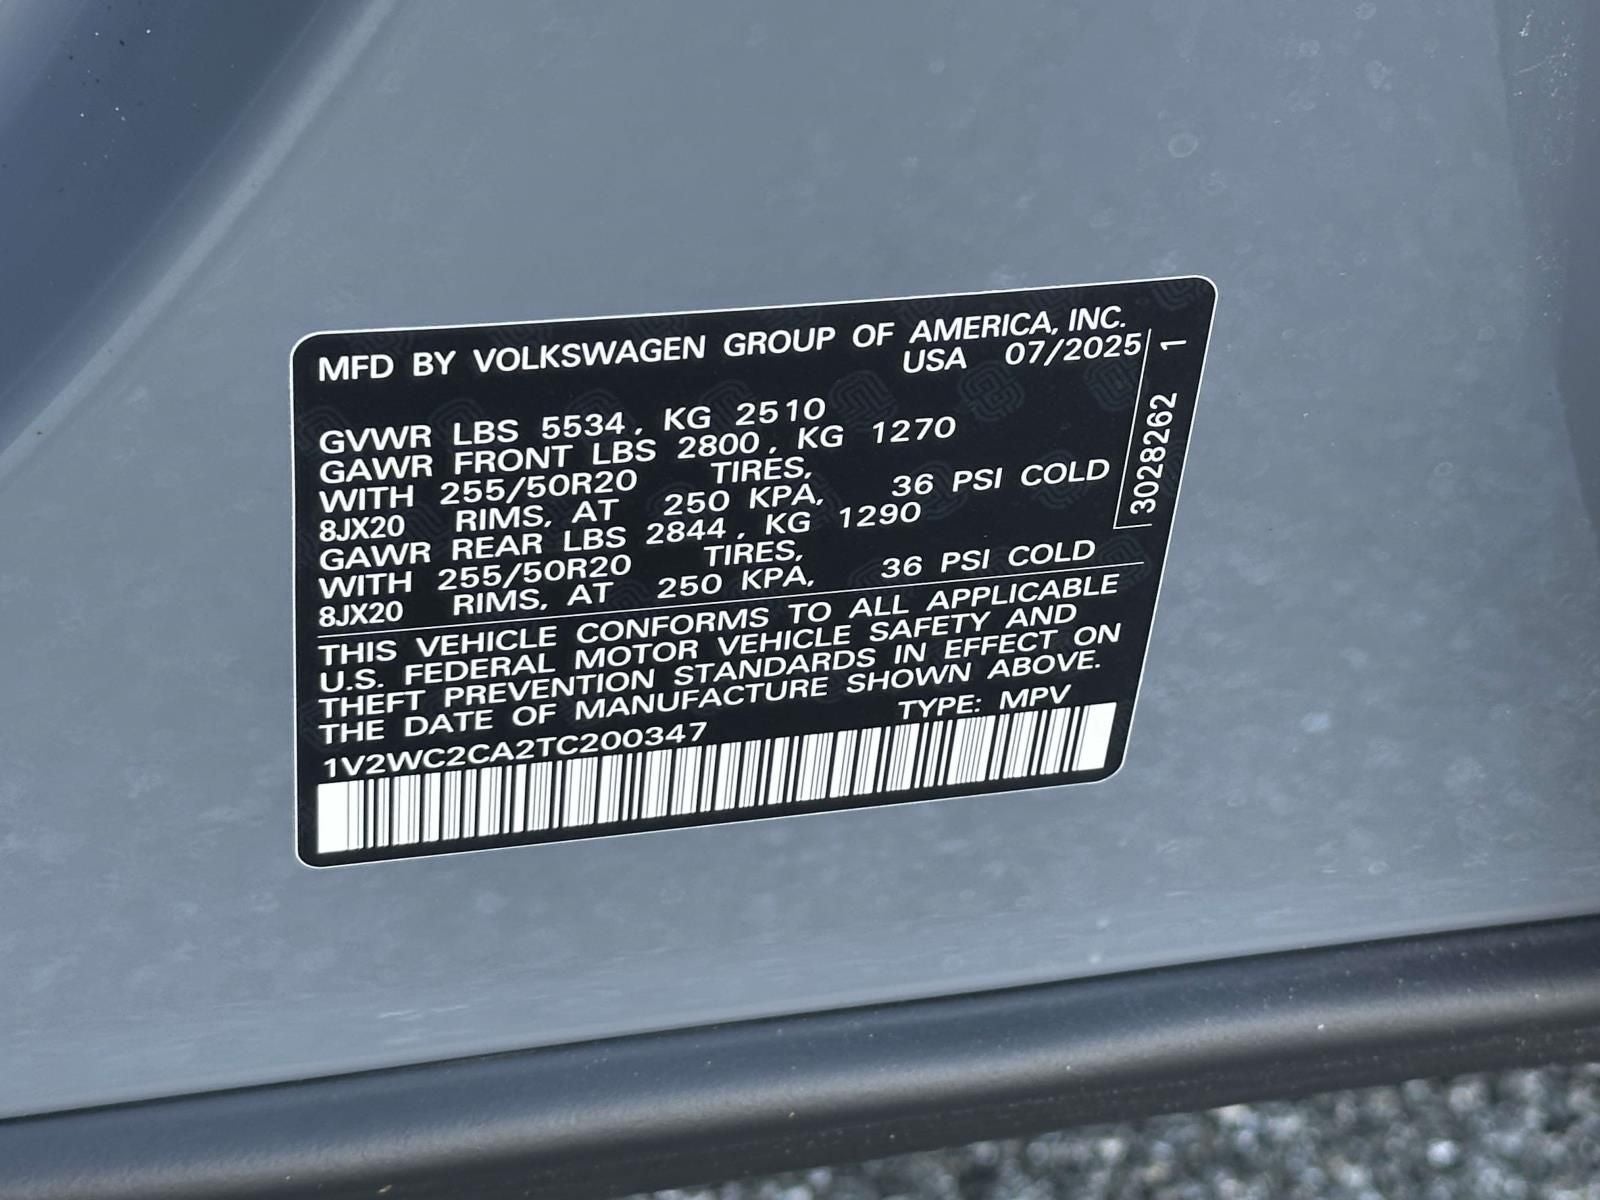 MFD BY VOLKSWAGEN GROUP OF AMERICA, INC.
USA 07/2025
GVWR LBS 5534, KG 2510
GAWR FRONT LBS 2800, KG 1270
WITH 255/50R20 TIRES,
8JX20 RIMS, AT 250 KPA, 36 PSI COLD
GAWR REAR LBS 2844, KG 1290
WITH 255/50R20 TIRES,
8JX20 RIMS, AT 250 KPA, 36 PSI COLD
THIS VEHICLE CONFORMS TO ALL APPLICABLE
U.S. FEDERAL MOTOR VEHICLE SAFETY AND
THEFT PREVENTION STANDARDS IN EFFECT ON
THE DATE OF MANUFACTURE SHOWN ABOVE.
1V2WC2CA2TC200347 TYPE: MPV
3028262 1